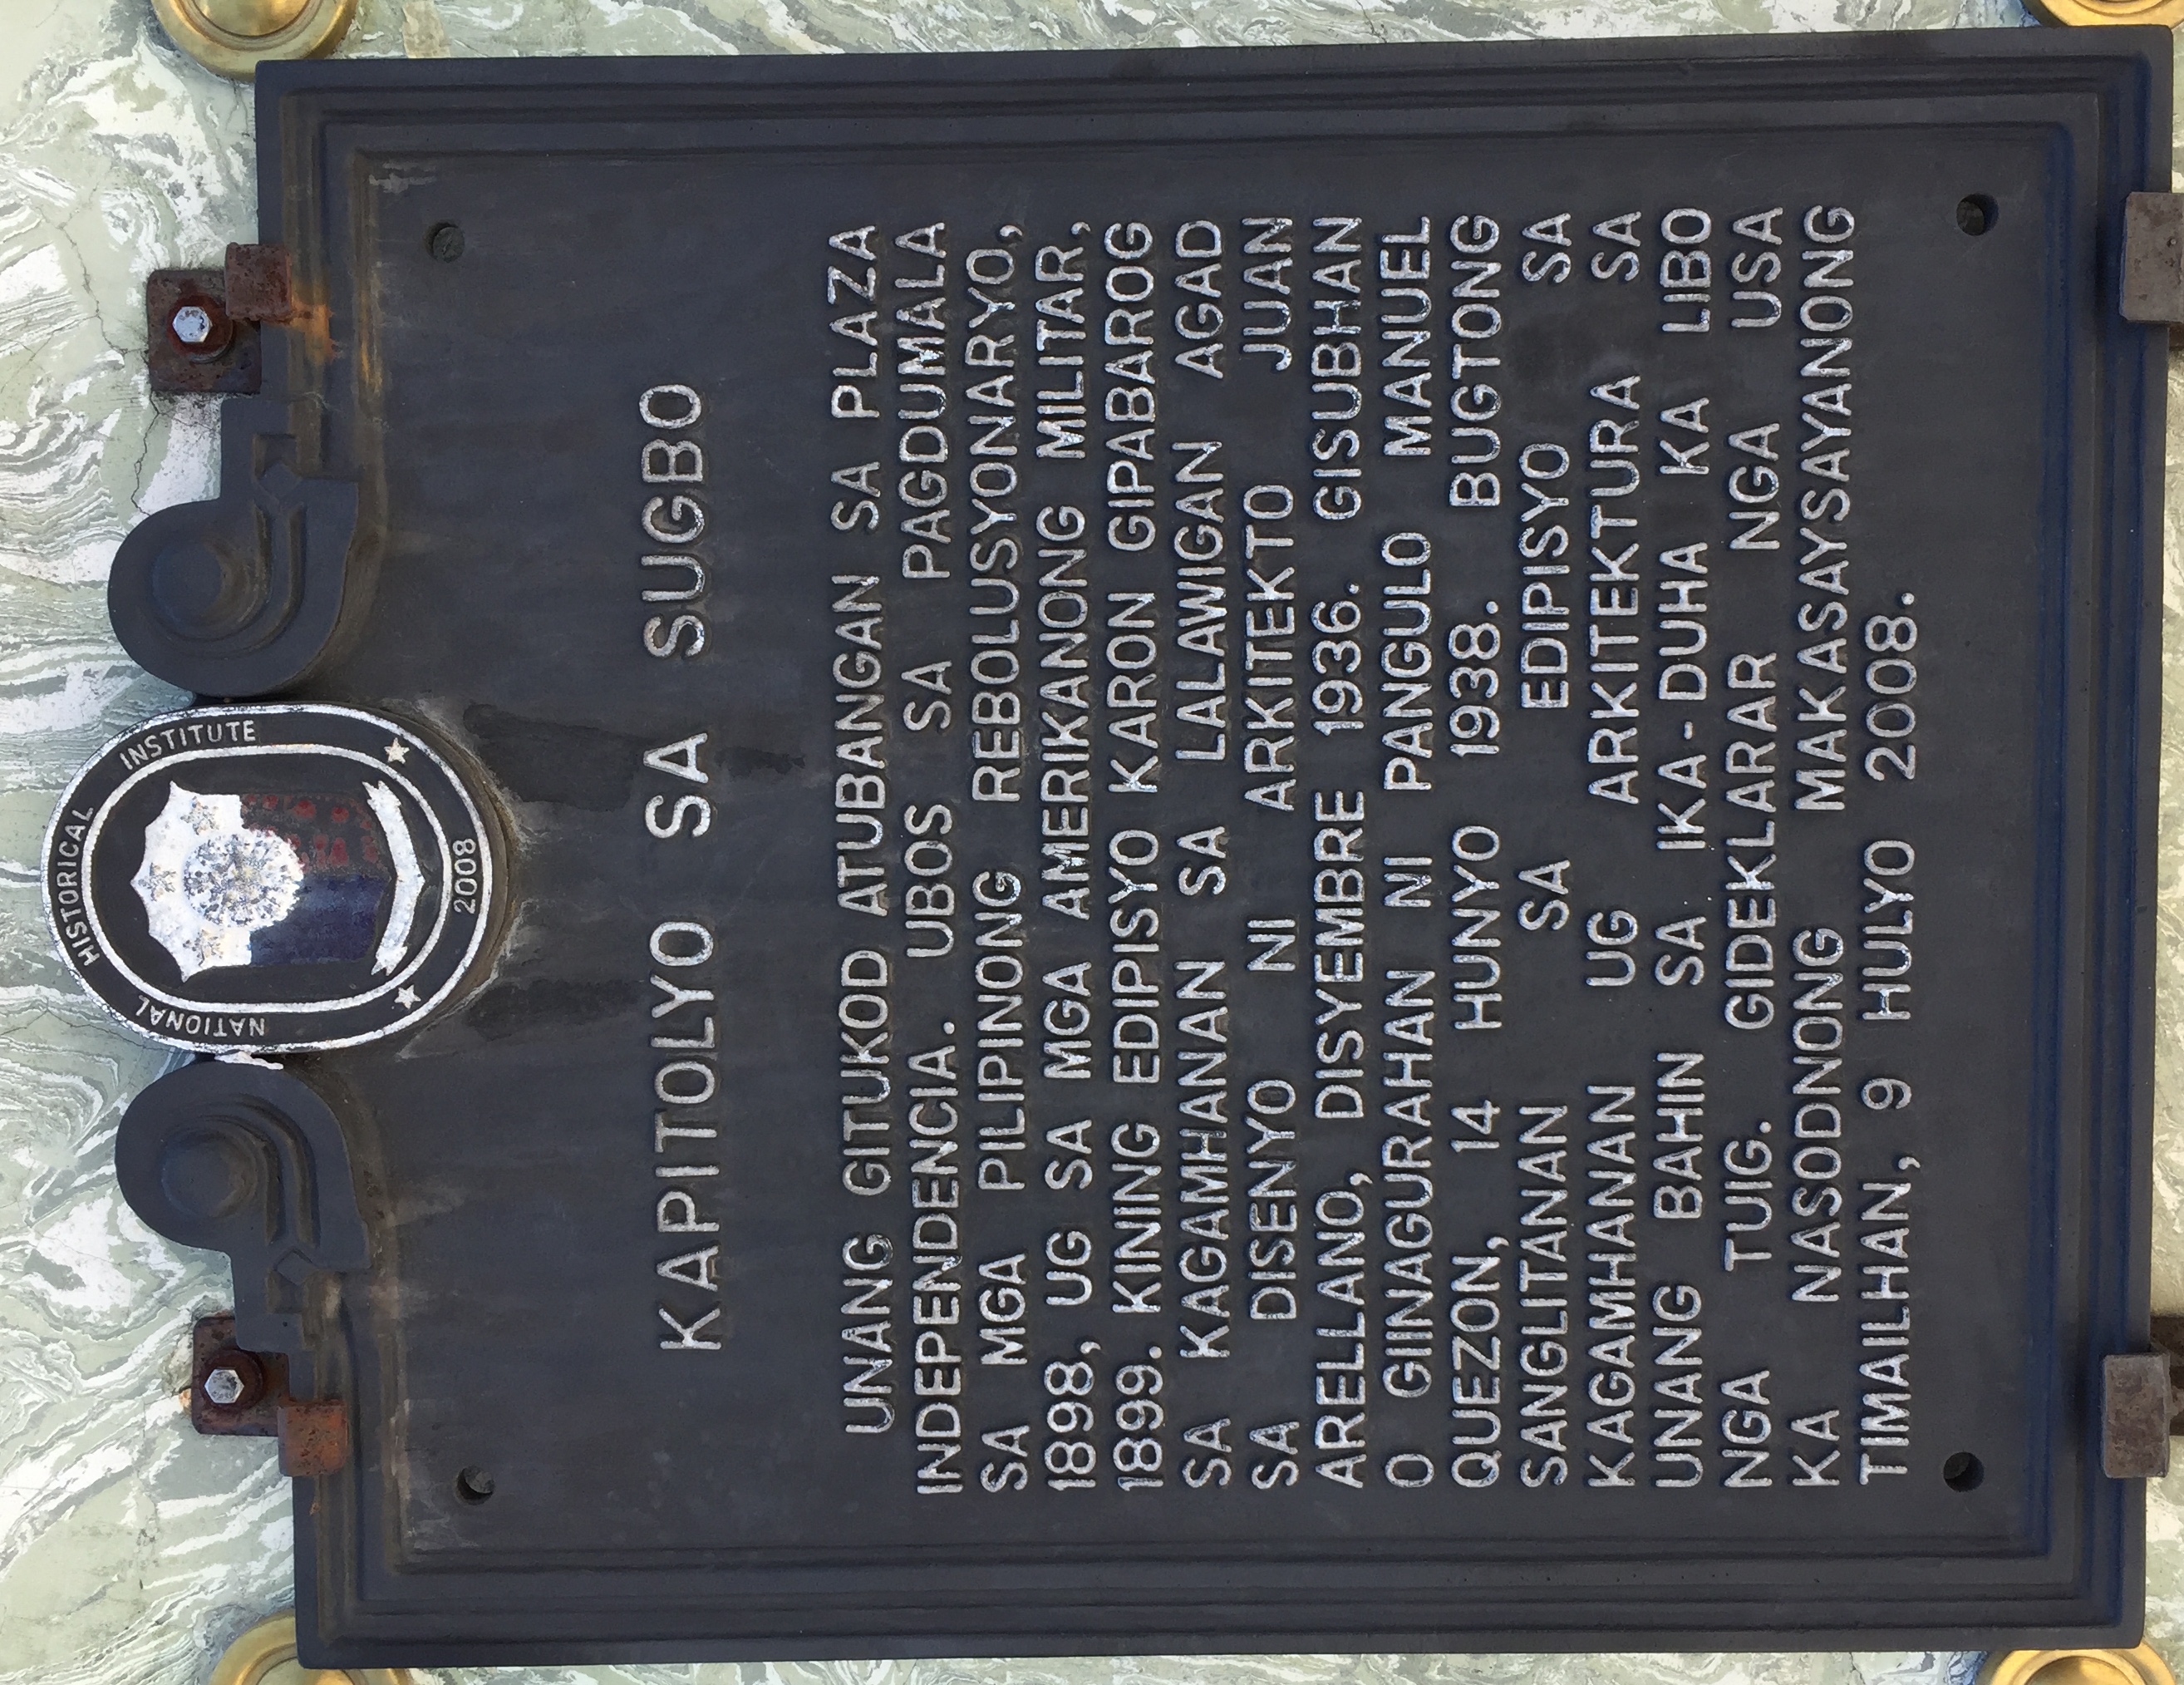 NATIONAL HISTORICAL INSTITUTE
2008
KAPITOLYO SA SUGBO
UNANG GITUKOD ATUBANGAN SA PLAZA
INDEPENDENCIA. UBOS SA PAGDUMALA
SA MGA PILIPINONG REBOLUSYONARYO,
1898, UG SA MGA AMERIKANONG MILITAR,
1899. KINING EDIPISYO KARON GIPABAROG
SA KAGAMHANAN SA LALAWIGAN AGAD
SA DISENYO NI ARKITEKTO JUAN
ARELLANO, DISYEMBRE 1936. GISUBHAN
O GIINAGURAHAN NI PANGULO MANUEL
QUEZON, 14 HUNYO 1938. BUGTONG
SANGLITANAN SA EDIPISYO SA
KAGAMHANAN UG ARKITEKTURA SA
UNANG BAHIN SA IKA-DUHA KA LIBO
NGA TUIG. GIDEKLARAR NGA USA
KA NASODNONG MAKASAYSAYANONG
TIMAILHAN, 9 HULYO 2008.